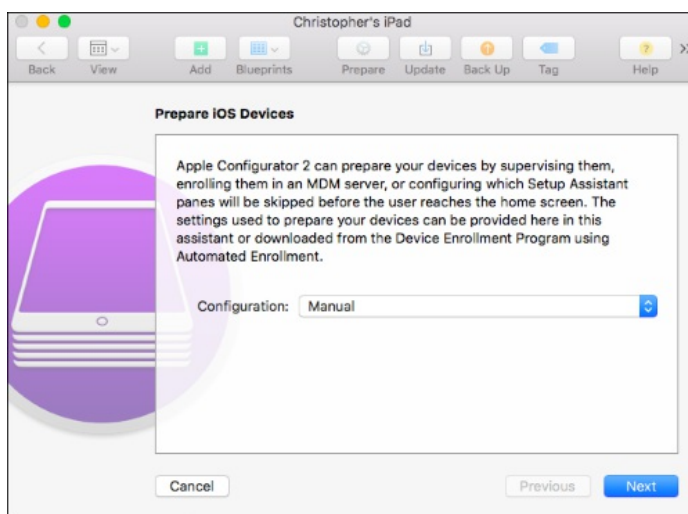 Christopher's iPad
Back View Add Blueprints Prepare Update Back Up Tag Help
Prepare iOS Devices
Apple Configurator 2 can prepare your devices by supervising them,
enrolling them in an MDM server, or configuring which Setup Assistant
panes will be skipped before the user reaches the home screen. The
settings used to prepare your devices can be provided here in this
assistant or downloaded from the Device Enrollment Program using
Automated Enrollment.
Configuration: Manual
Cancel Previous Next